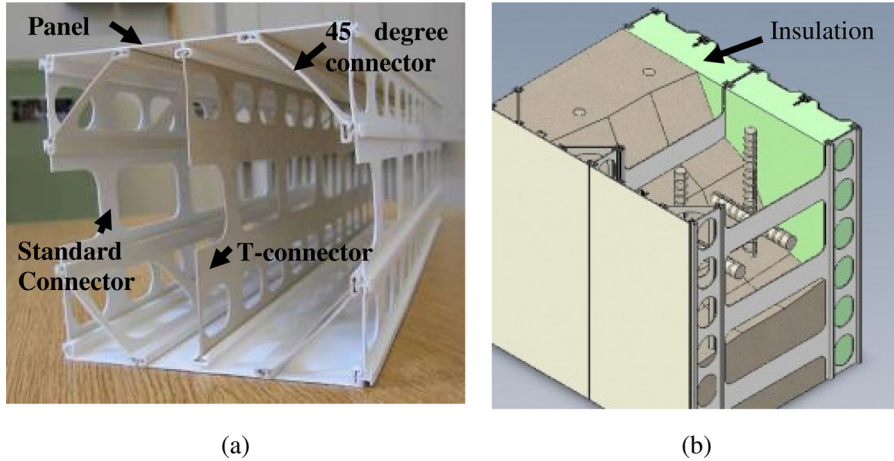 Panel
45 degree
connector
Insulation
Standard
Connector
T-connector
(a)
(b)